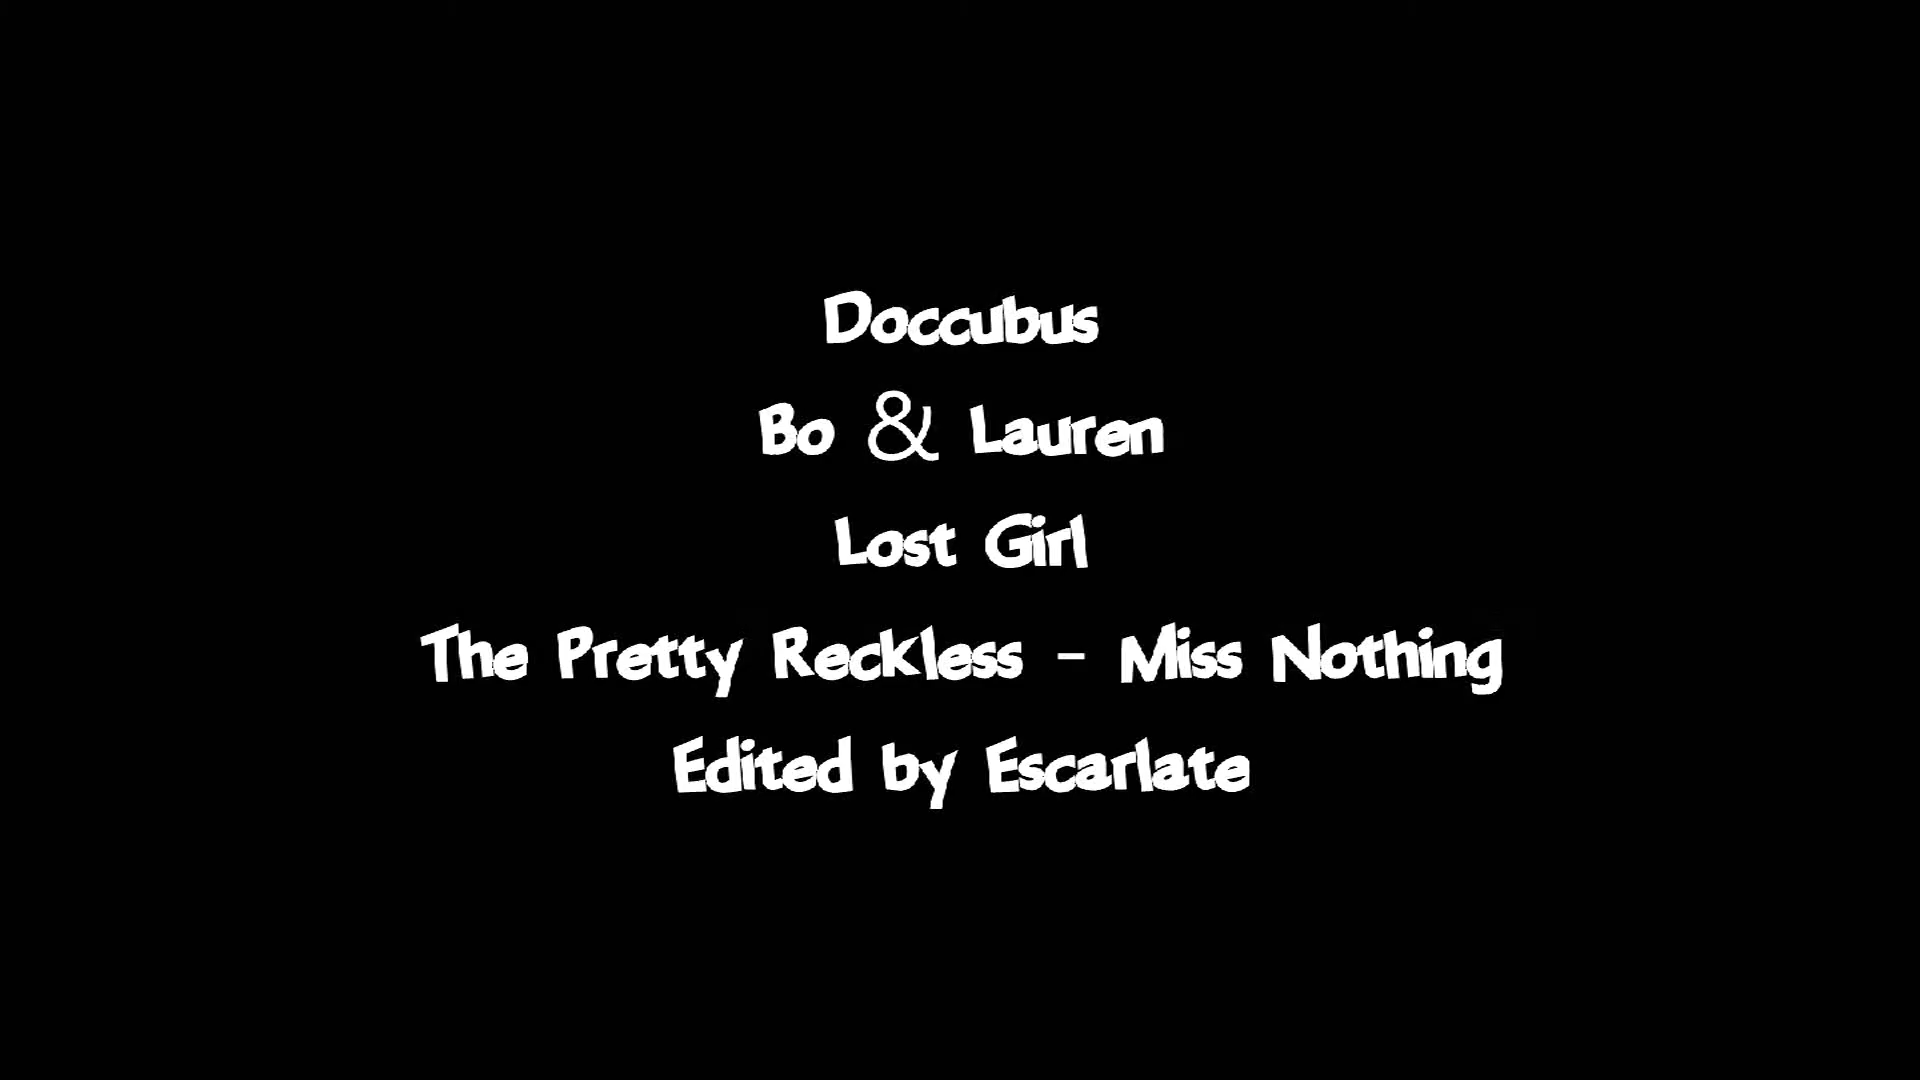 Doccubus
Bo & Lauren
Lost Girl
The Pretty Reckless - Miss Nothing
Edited by Escarlate